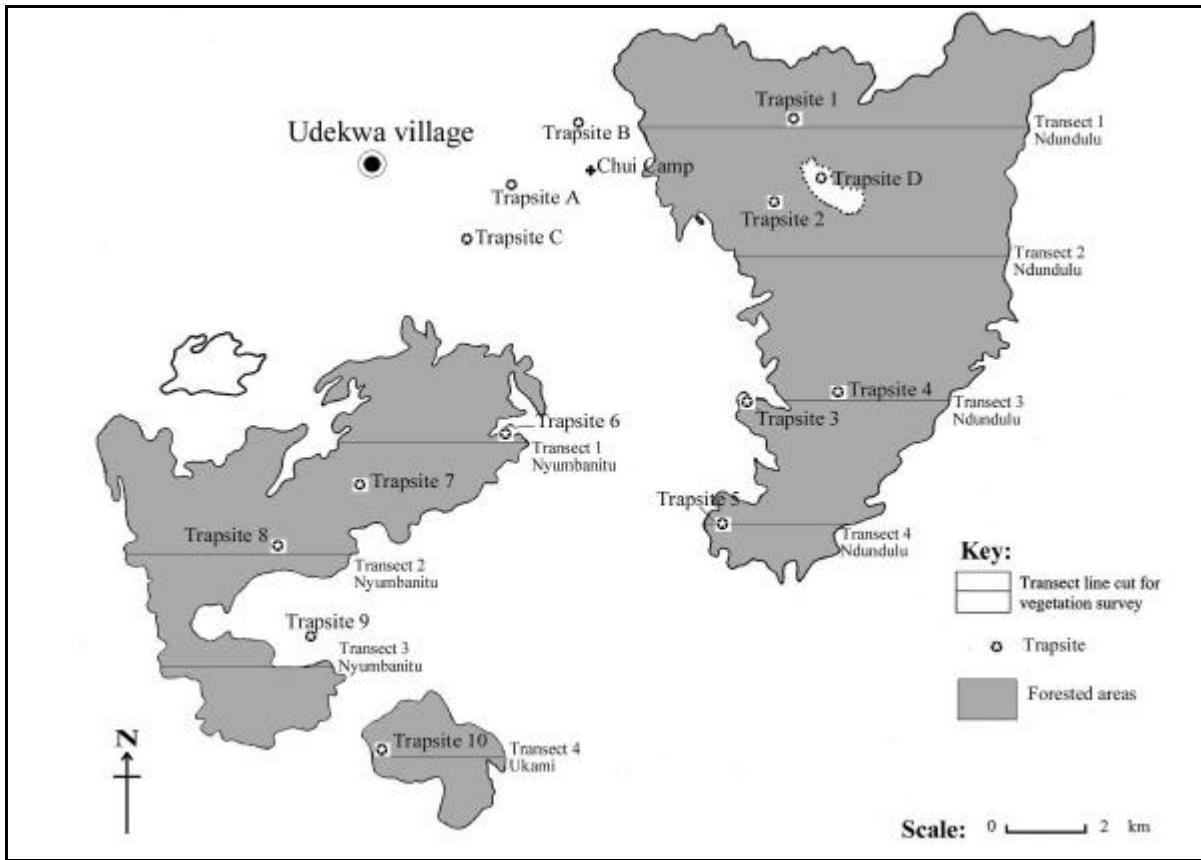 Trapsite 1
Trapsite B
Transect 1
Ndundulu
Udekwa village
Chui Camp
Trapsite D
Trapsite A
Trapsite 2
Trapsite C
Transect 2
Ndundulu
Trapsite 4
Trapsite 3
Transect 3
Ndundulu
Trapsite 6
Transect 1
Nyumbanitu
Trapsite 7
Trapsite 5
Trapsite 8
Transect 4
Ndundulu
Transect 2
Nyumbanitu
Key:
Transect line cut for
vegetation survey
Trapsite 9
Trapsite
Transect 3
Nyumbanitu
Forested areas
N
Trapsite 10
Transect 4
Ukami
Scale: 0 2 km